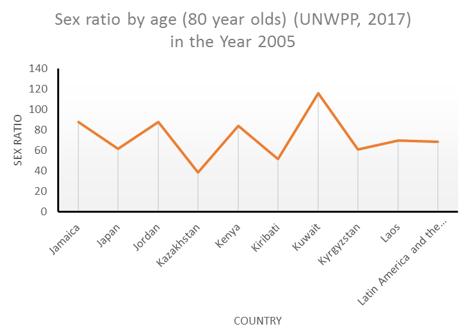 Sex ratio by age (80 year olds) (UNWPP, 2017)
in the Year 2005
140
120
100
80
60
40
20
0
SEX RATIO
Jamaica
Japan
Jordan
Kazakhstan
Kenya
Kiribati
Kuwait
Kyrgyzstan
Laos
Latin America and the...
COUNTRY